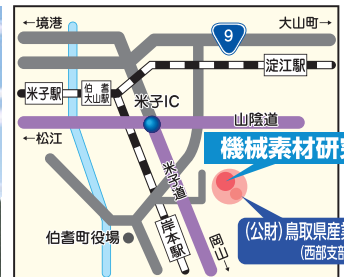 ←境港
大山町→
9
淀江駅
米子駅
伯耆
大山駅
米子IC
山陰道
←松江
機械素材研
米子道
伯耆町役場
岸本駅
岡山→
(公財)鳥取県産業
(西部支部